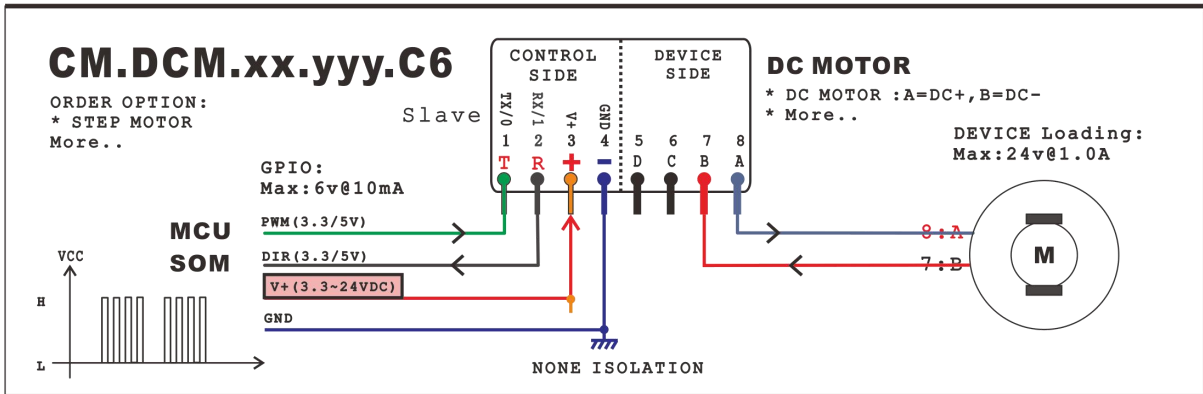 CM.DCM.xx.yyy.C6
ORDER OPTION:
* STEP MOTOR
More..
Slave
CONTROL
SIDE
DEVICE
SIDE
TX/0
RX/1
V+
GND
1 2 3 4 5 6 7 8
T R + - D C B A
DC MOTOR
* DC MOTOR :A=DC+,B=DC-
* More..
DEVICE Loading:
Max:24v@1.0A
GPIO:
Max:6v@10mA
MCU
SOM
PWM(3.3/5V)
DIR(3.3/5V)
V+(3.3~24VDC)
GND
8:A
7:B
M
VCC
H
L
NONE ISOLATION